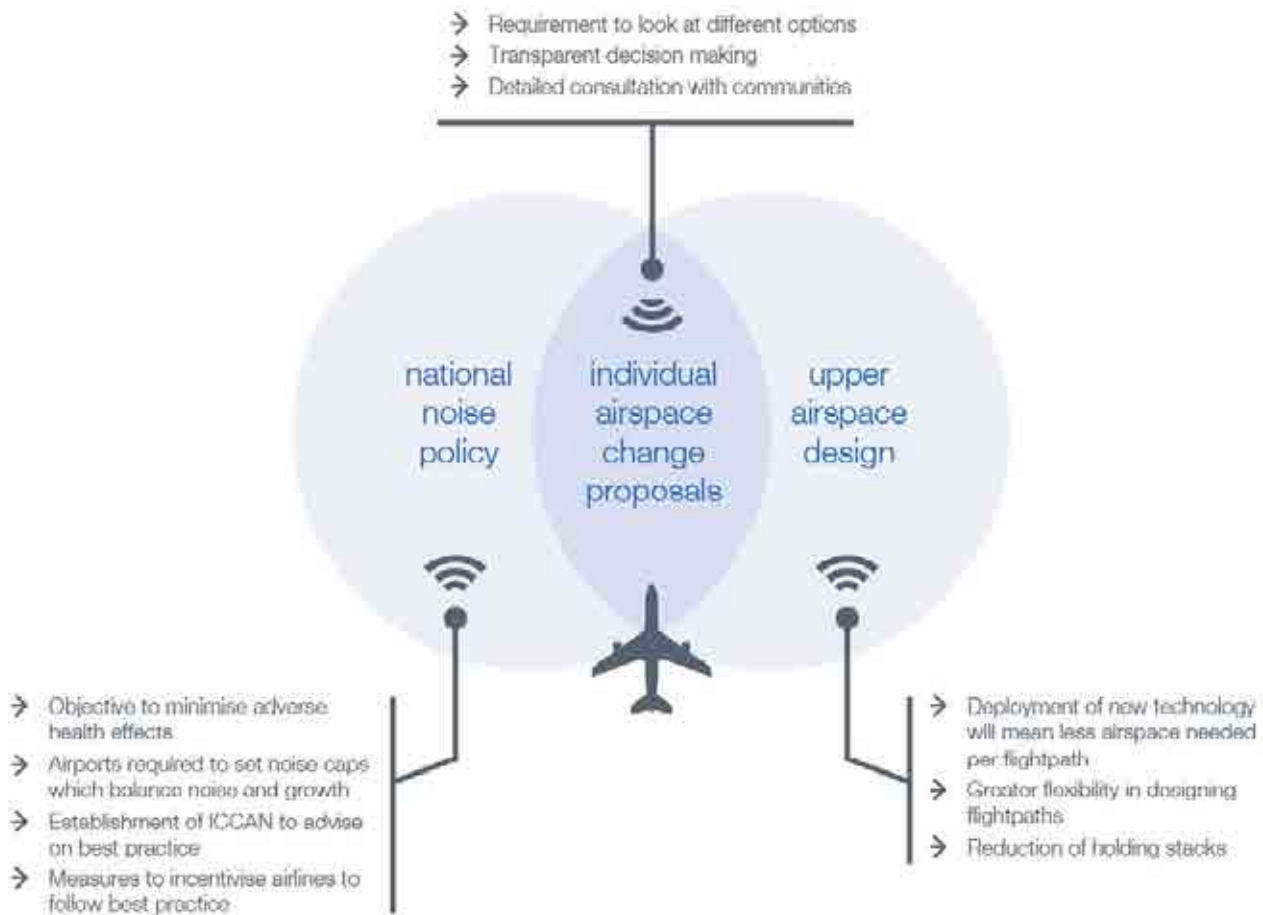 → Requirement to look at different options
→ Transparent decision making
→ Detailed consultation with communities
national
noise
policy
individual
airspace
change
proposals
upper
airspace
design
→ Objective to minimise adverse
health effects
→ Airports required to set noise caps
which balance noise and growth
→ Establishment of ICCAN to advise
on best practice
→ Measures to incentivise airlines to
follow best practice
→ Deployment of new technology
will mean less airspace needed
per flightpath
→ Greater flexibility in designing
flightpaths
→ Reduction of holding stacks